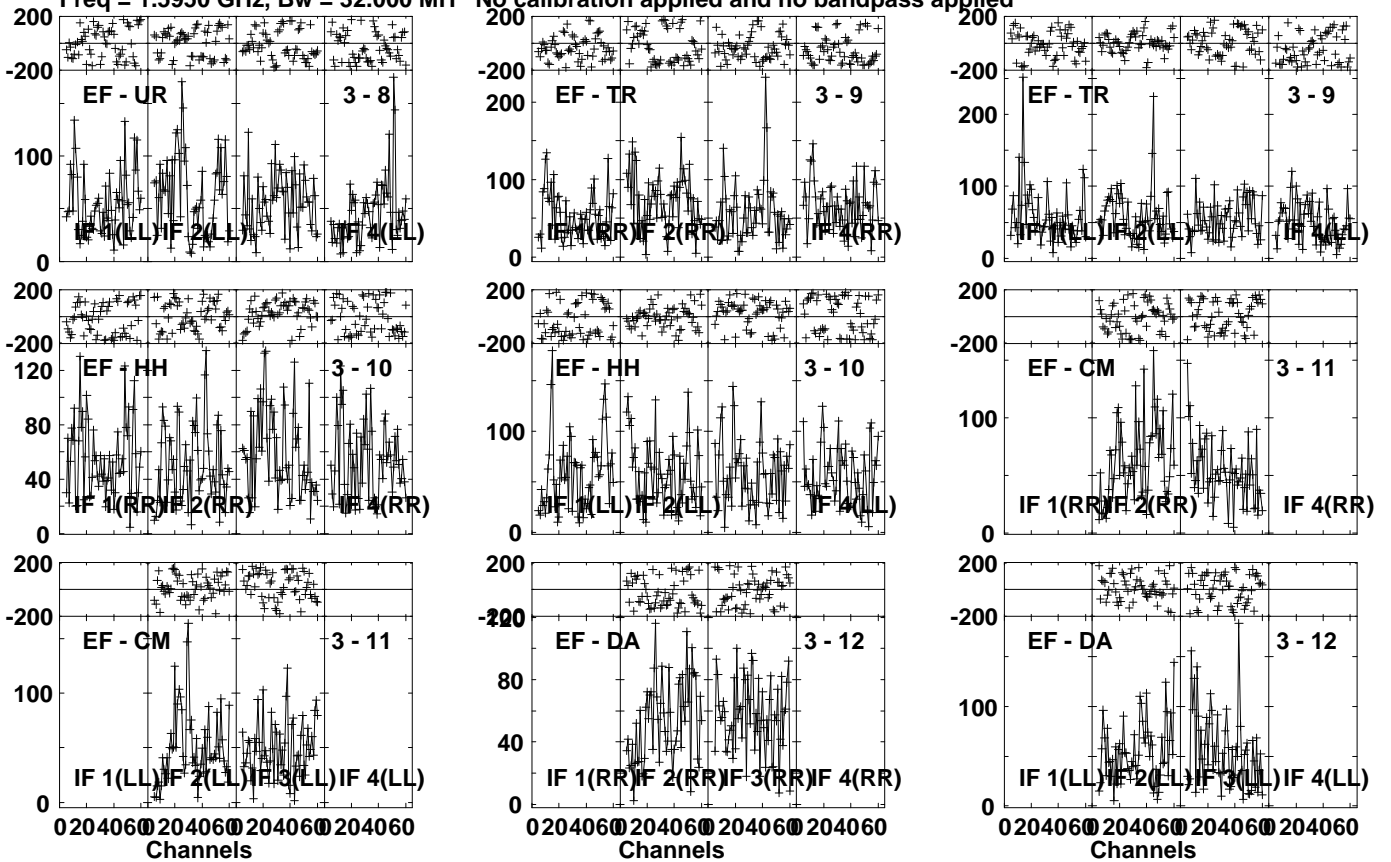 Freq = 1.5950 GHz, Bw = 32.000 MH No calibration applied and no bandpass applied
200
-200
EF - UR 3 - 8
200
100
0
IF 1(LL) IF 2(LL) IF 4(LL)
200
-200
EF - TR 3 - 9
200
100
0
IF 1(RR) IF 2(RR) IF 4(RR)
200
-200
EF - TR 3 - 9
200
100
0
IF 1(LL) IF 2(LL) IF 4(LL)
200
-200
EF - HH 3 - 10
120
80
40
0
IF 1(RR) IF 2(RR) IF 4(RR)
200
-200
EF - HH 3 - 10
100
0
IF 1(LL) IF 2(LL) IF 4(LL)
200
-200
EF - CM 3 - 11
100
0
IF 1(RR) IF 2(RR) IF 4(RR)
200
-200
EF - CM 3 - 11
100
0
IF 1(LL) IF 2(LL) IF 3(LL) IF 4(LL)
0 20 40 60 0 20 40 60 0 20 40 60 0 20 40 60
Channels
200
-200
120
EF - DA 3 - 12
80
40
0
IF 1(RR) IF 2(RR) IF 3(RR) IF 4(RR)
0 20 40 60 0 20 40 60 0 20 40 60 0 20 40 60
Channels
200
-200
EF - DA 3 - 12
100
0
IF 1(LL) IF 2(LL) IF 3(LL) IF 4(LL)
0 20 40 60 0 20 40 60 0 20 40 60 0 20 40 60
Channels